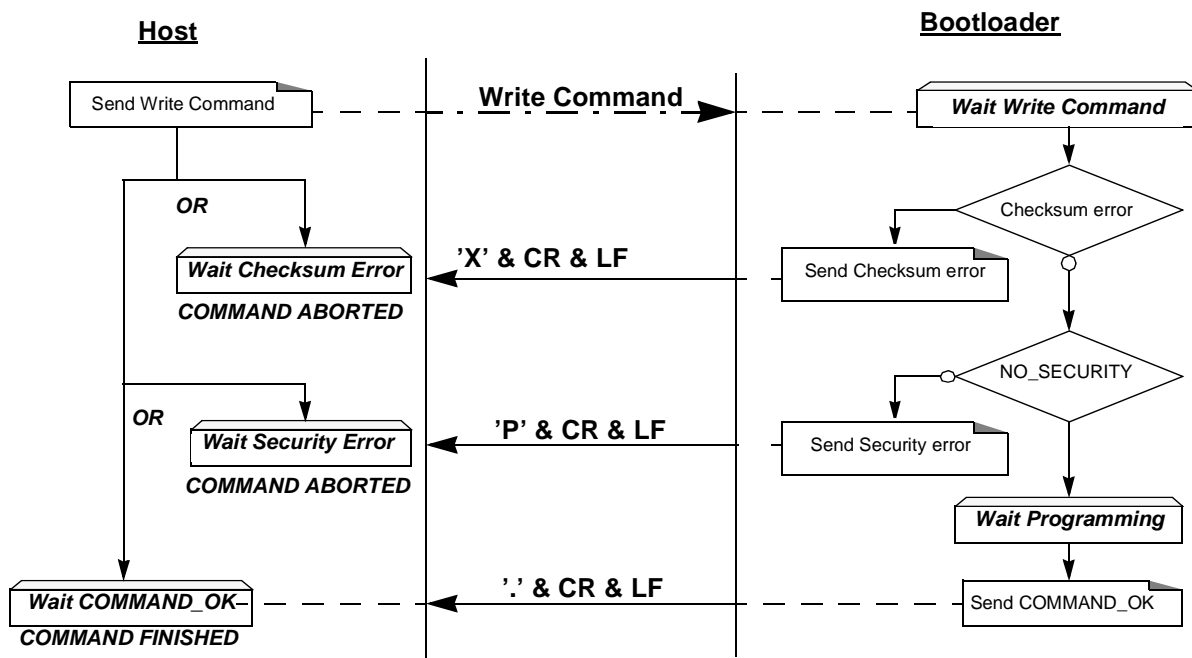 Host
Bootloader
Send Write Command
Write Command
Wait Write Command
OR
Checksum error
Wait Checksum Error
'X' & CR & LF
Send Checksum error
COMMAND ABORTED
NO_SECURITY
OR
Wait Security Error
'P' & CR & LF
Send Security error
COMMAND ABORTED
Wait Programming
Wait COMMAND_OK
'.' & CR & LF
Send COMMAND_OK
COMMAND FINISHED